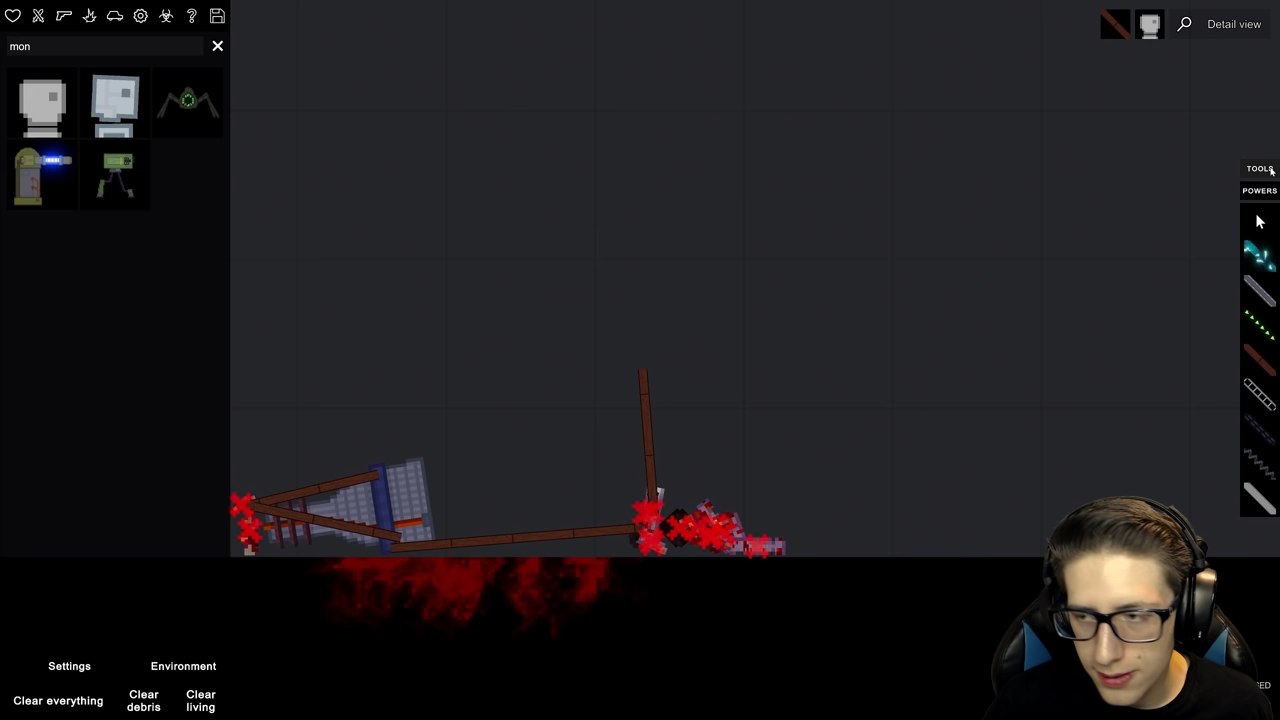 mon
Detail view
TOOLS
POWERS
Settings
Environment
Clear everything
Clear debris
Clear living